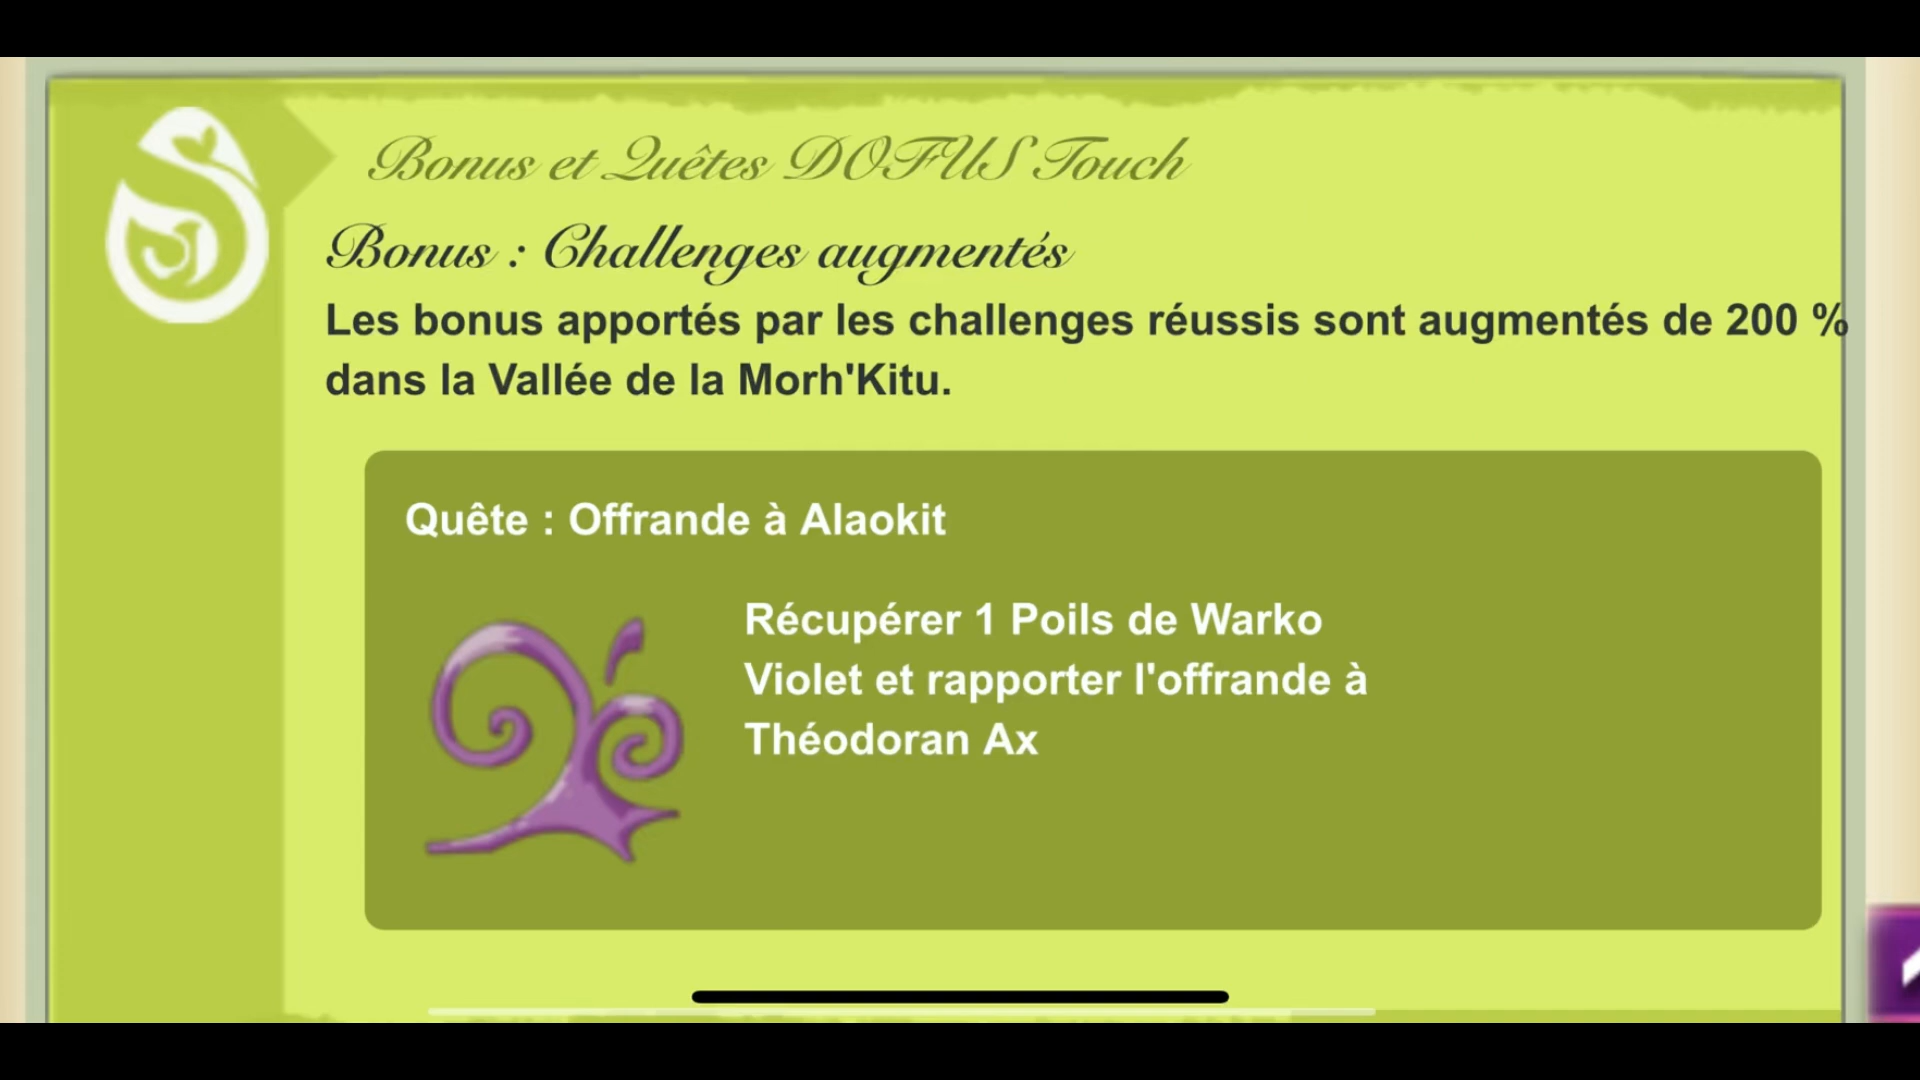 Bonus et Quêtes DOFUS Touch
Bonus : Challenges augmentés
Les bonus apportés par les challenges réussis sont augmentés de 200 %
dans la Vallée de la Morh'Kitu.
Quête : Offrande à Alaokit
Récupérer 1 Poils de Warko
Violet et rapporter l'offrande à
Théodoran Ax